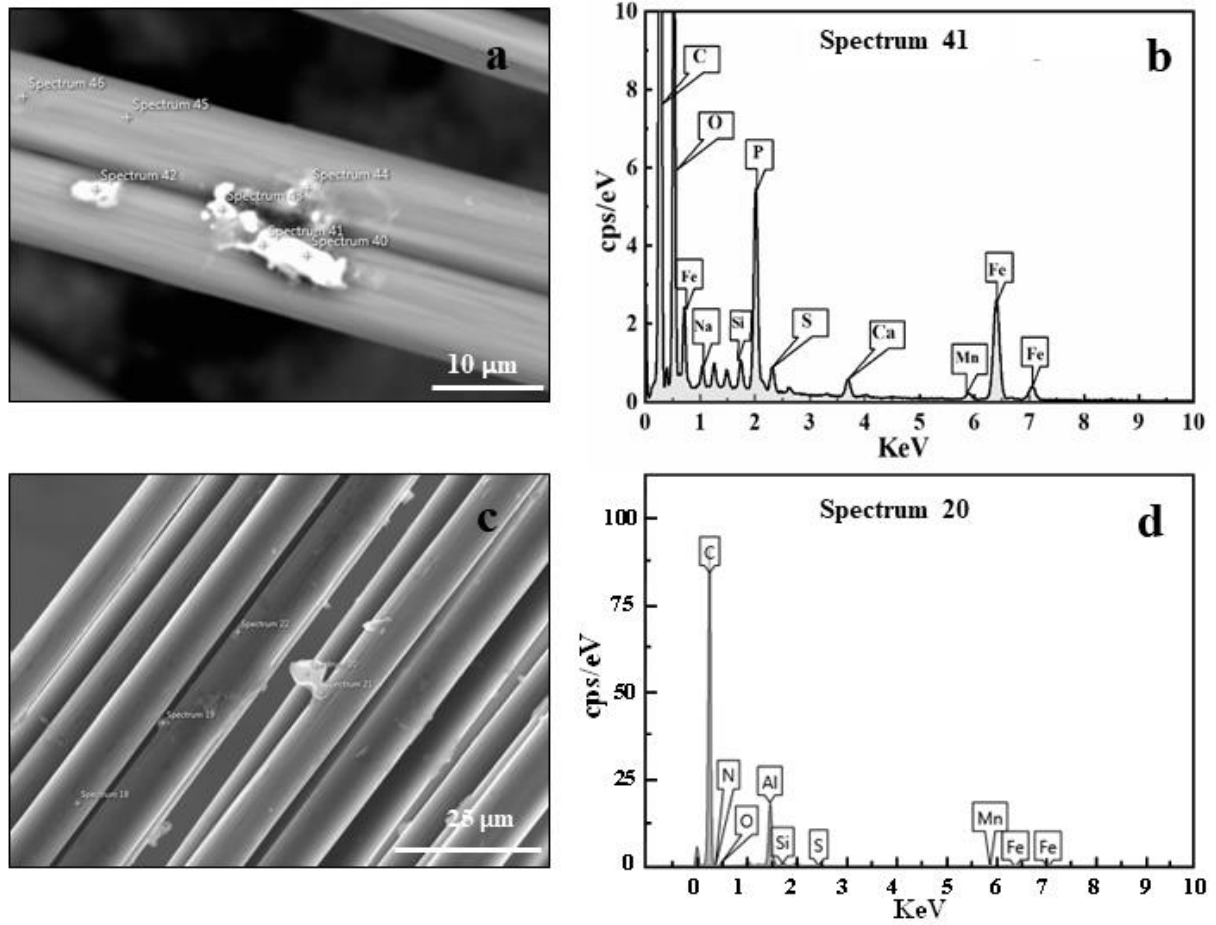 a
Spectrum 46
Spectrum 45
Spectrum 42
Spectrum 44
Spectrum 43
Spectrum 41
Spectrum 40
10 μm
Spectrum 41
b
C
O
P
Fe
Fe
Na
Si
S
Ca
Mn
Fe
10
8
6
4
2
0
cps/eV
0 1 2 3 4 5 6 7 8 9 10
KeV
c
Spectrum 22
Spectrum 21
Spectrum 19
Spectrum 18
25 μm
Spectrum 20
d
C
N
O
Al
Si
S
Mn
Fe
Fe
100
75
50
25
0
cps/eV
0 1 2 3 4 5 6 7 8 9 10
KeV